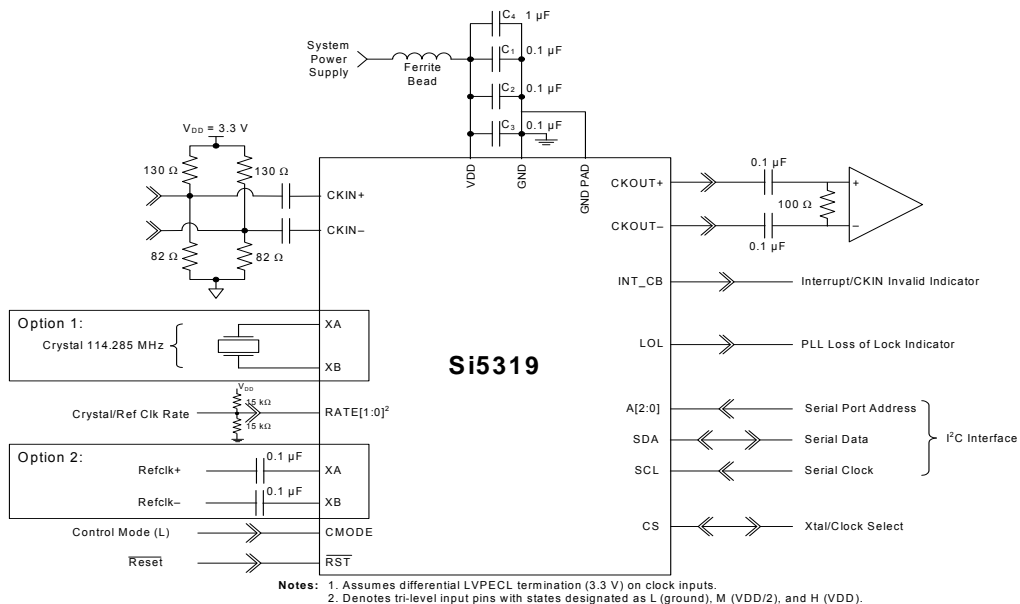 C₄ 1 µF
System
Power
Supply
Ferrite
Bead
C₁ 0.1 µF
C₂ 0.1 µF
C₃ 0.1 µF
VDD = 3.3 V
130 Ω
130 Ω
82 Ω
82 Ω
VDD
GND
GND PAD
CKIN+
CKIN–
CKOUT+
CKOUT–
0.1 µF
100 Ω
+
–
0.1 µF
INT_CB
Interrupt/CKIN Invalid Indicator
Option 1:
Crystal 114.285 MHz
XA
XB
LOL
PLL Loss of Lock Indicator
Si5319
VDD
15 kΩ
15 kΩ
Crystal/Ref Clk Rate
RATE[1:0]²
A[2:0]
Serial Port Address
SDA
Serial Data
SCL
Serial Clock
I²C Interface
Option 2:
Refclk+
0.1 µF
XA
Refclk–
0.1 µF
XB
CS
Xtal/Clock Select
Control Mode (L)
CMODE
Reset
RST
Notes: 1. Assumes differential LVPECL termination (3.3 V) on clock inputs.
2. Denotes tri-level input pins with states designated as L (ground), M (VDD/2), and H (VDD).